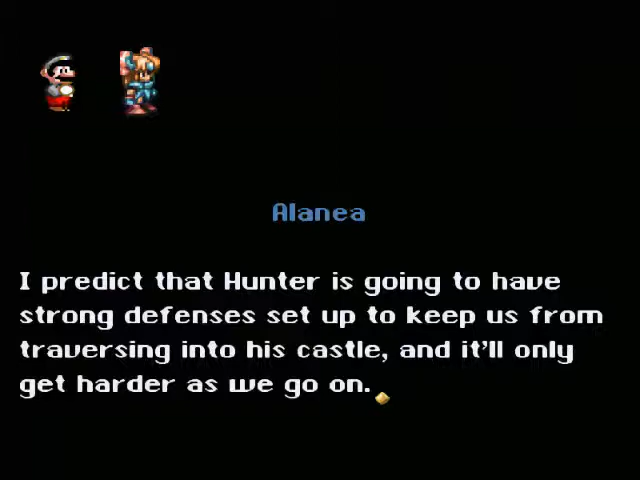 Alanea
I predict that Hunter is going to have
strong defenses set up to keep us from
traversing into his castle, and it'll only
get harder as we go on.